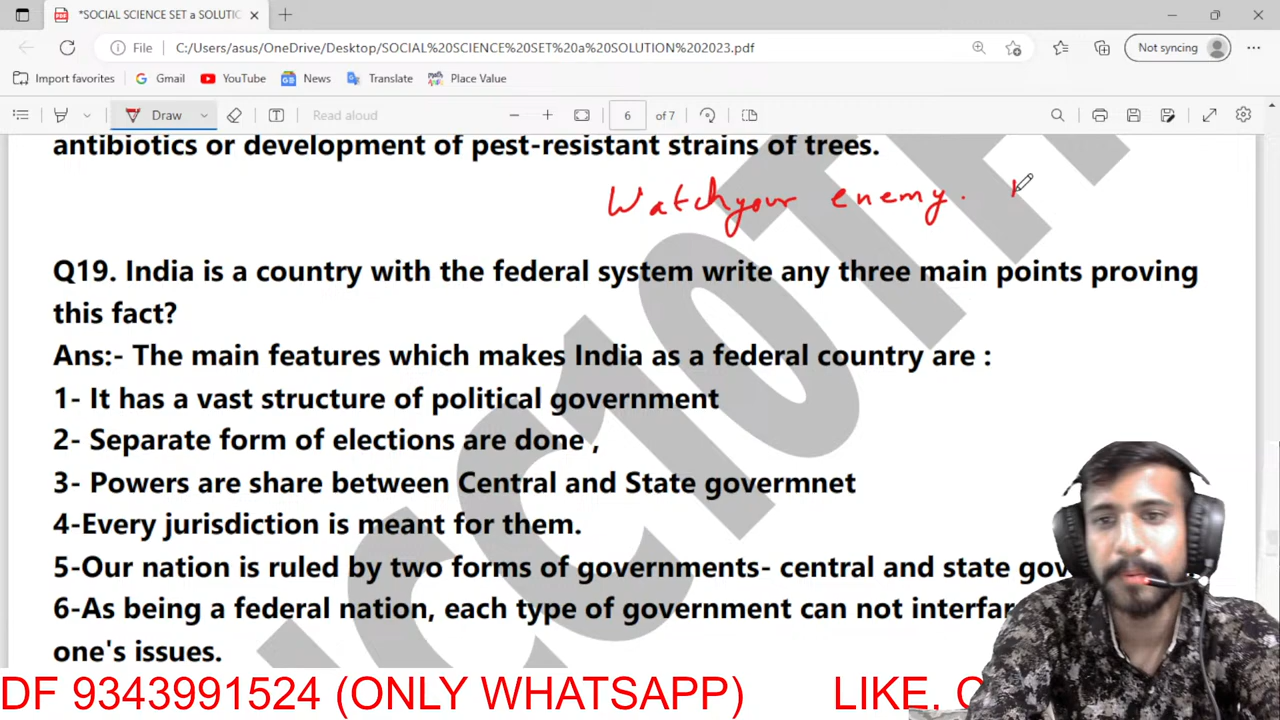 *SOCIAL SCIENCE SET a SOLUTIC
File C:/Users/asus/OneDrive/Desktop/SOCIAL%20SCIENCE%20SET%20a%20SOLUTION%202023.pdf
Not syncing
Import favorites Gmail YouTube News Translate Place Value
Draw Read aloud 6 of 7
antibiotics or development of pest-resistant strains of trees.
Watch your enemy.
Q19. India is a country with the federal system write any three main points proving
this fact?
Ans:- The main features which makes India as a federal country are :
1- It has a vast structure of political government
2- Separate form of elections are done ,
3- Powers are share between Central and State govermnet
4-Every jurisdiction is meant for them.
5-Our nation is ruled by two forms of governments- central and state gov
6-As being a federal nation, each type of government can not interfar
one's issues.
DF 9343991524 (ONLY WHATSAPP) LIKE, C